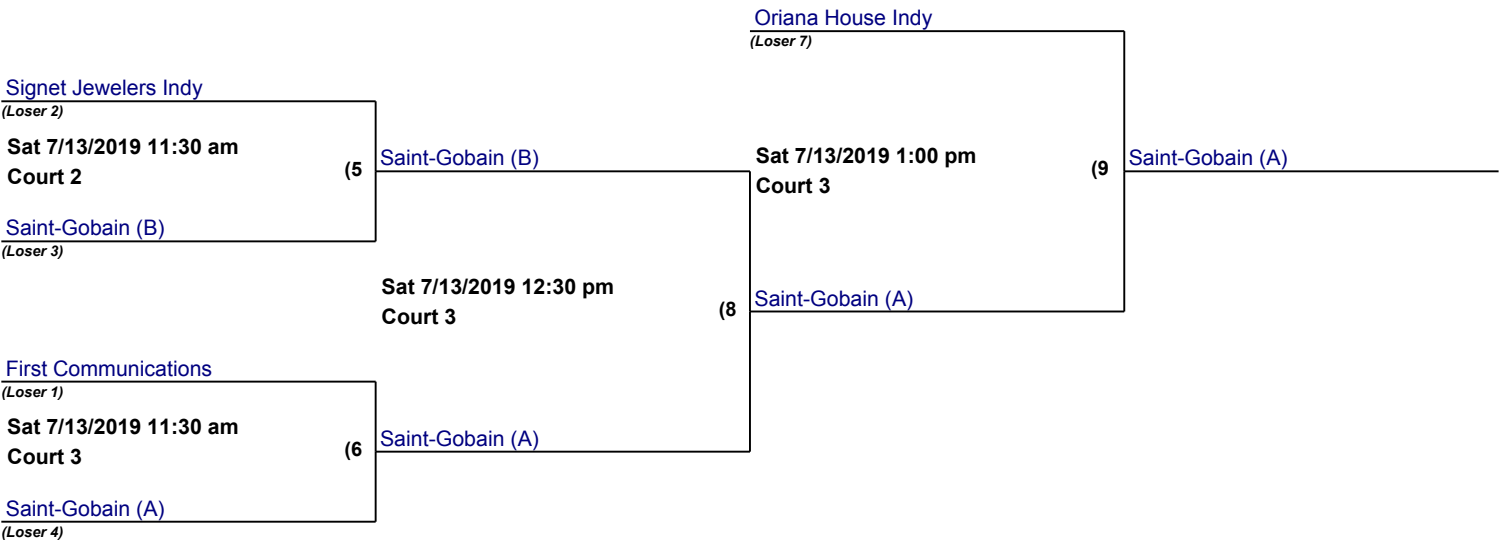 Oriana House Indy
(Loser 7)
Signet Jewelers Indy
(Loser 2)
Sat 7/13/2019 11:30 am
Court 2
(5
Saint-Gobain (B)
Sat 7/13/2019 1:00 pm
Court 3
(9
Saint-Gobain (A)
Saint-Gobain (B)
(Loser 3)
Sat 7/13/2019 12:30 pm
Court 3
(8
Saint-Gobain (A)
First Communications
(Loser 1)
Sat 7/13/2019 11:30 am
Court 3
(6
Saint-Gobain (A)
Saint-Gobain (A)
(Loser 4)